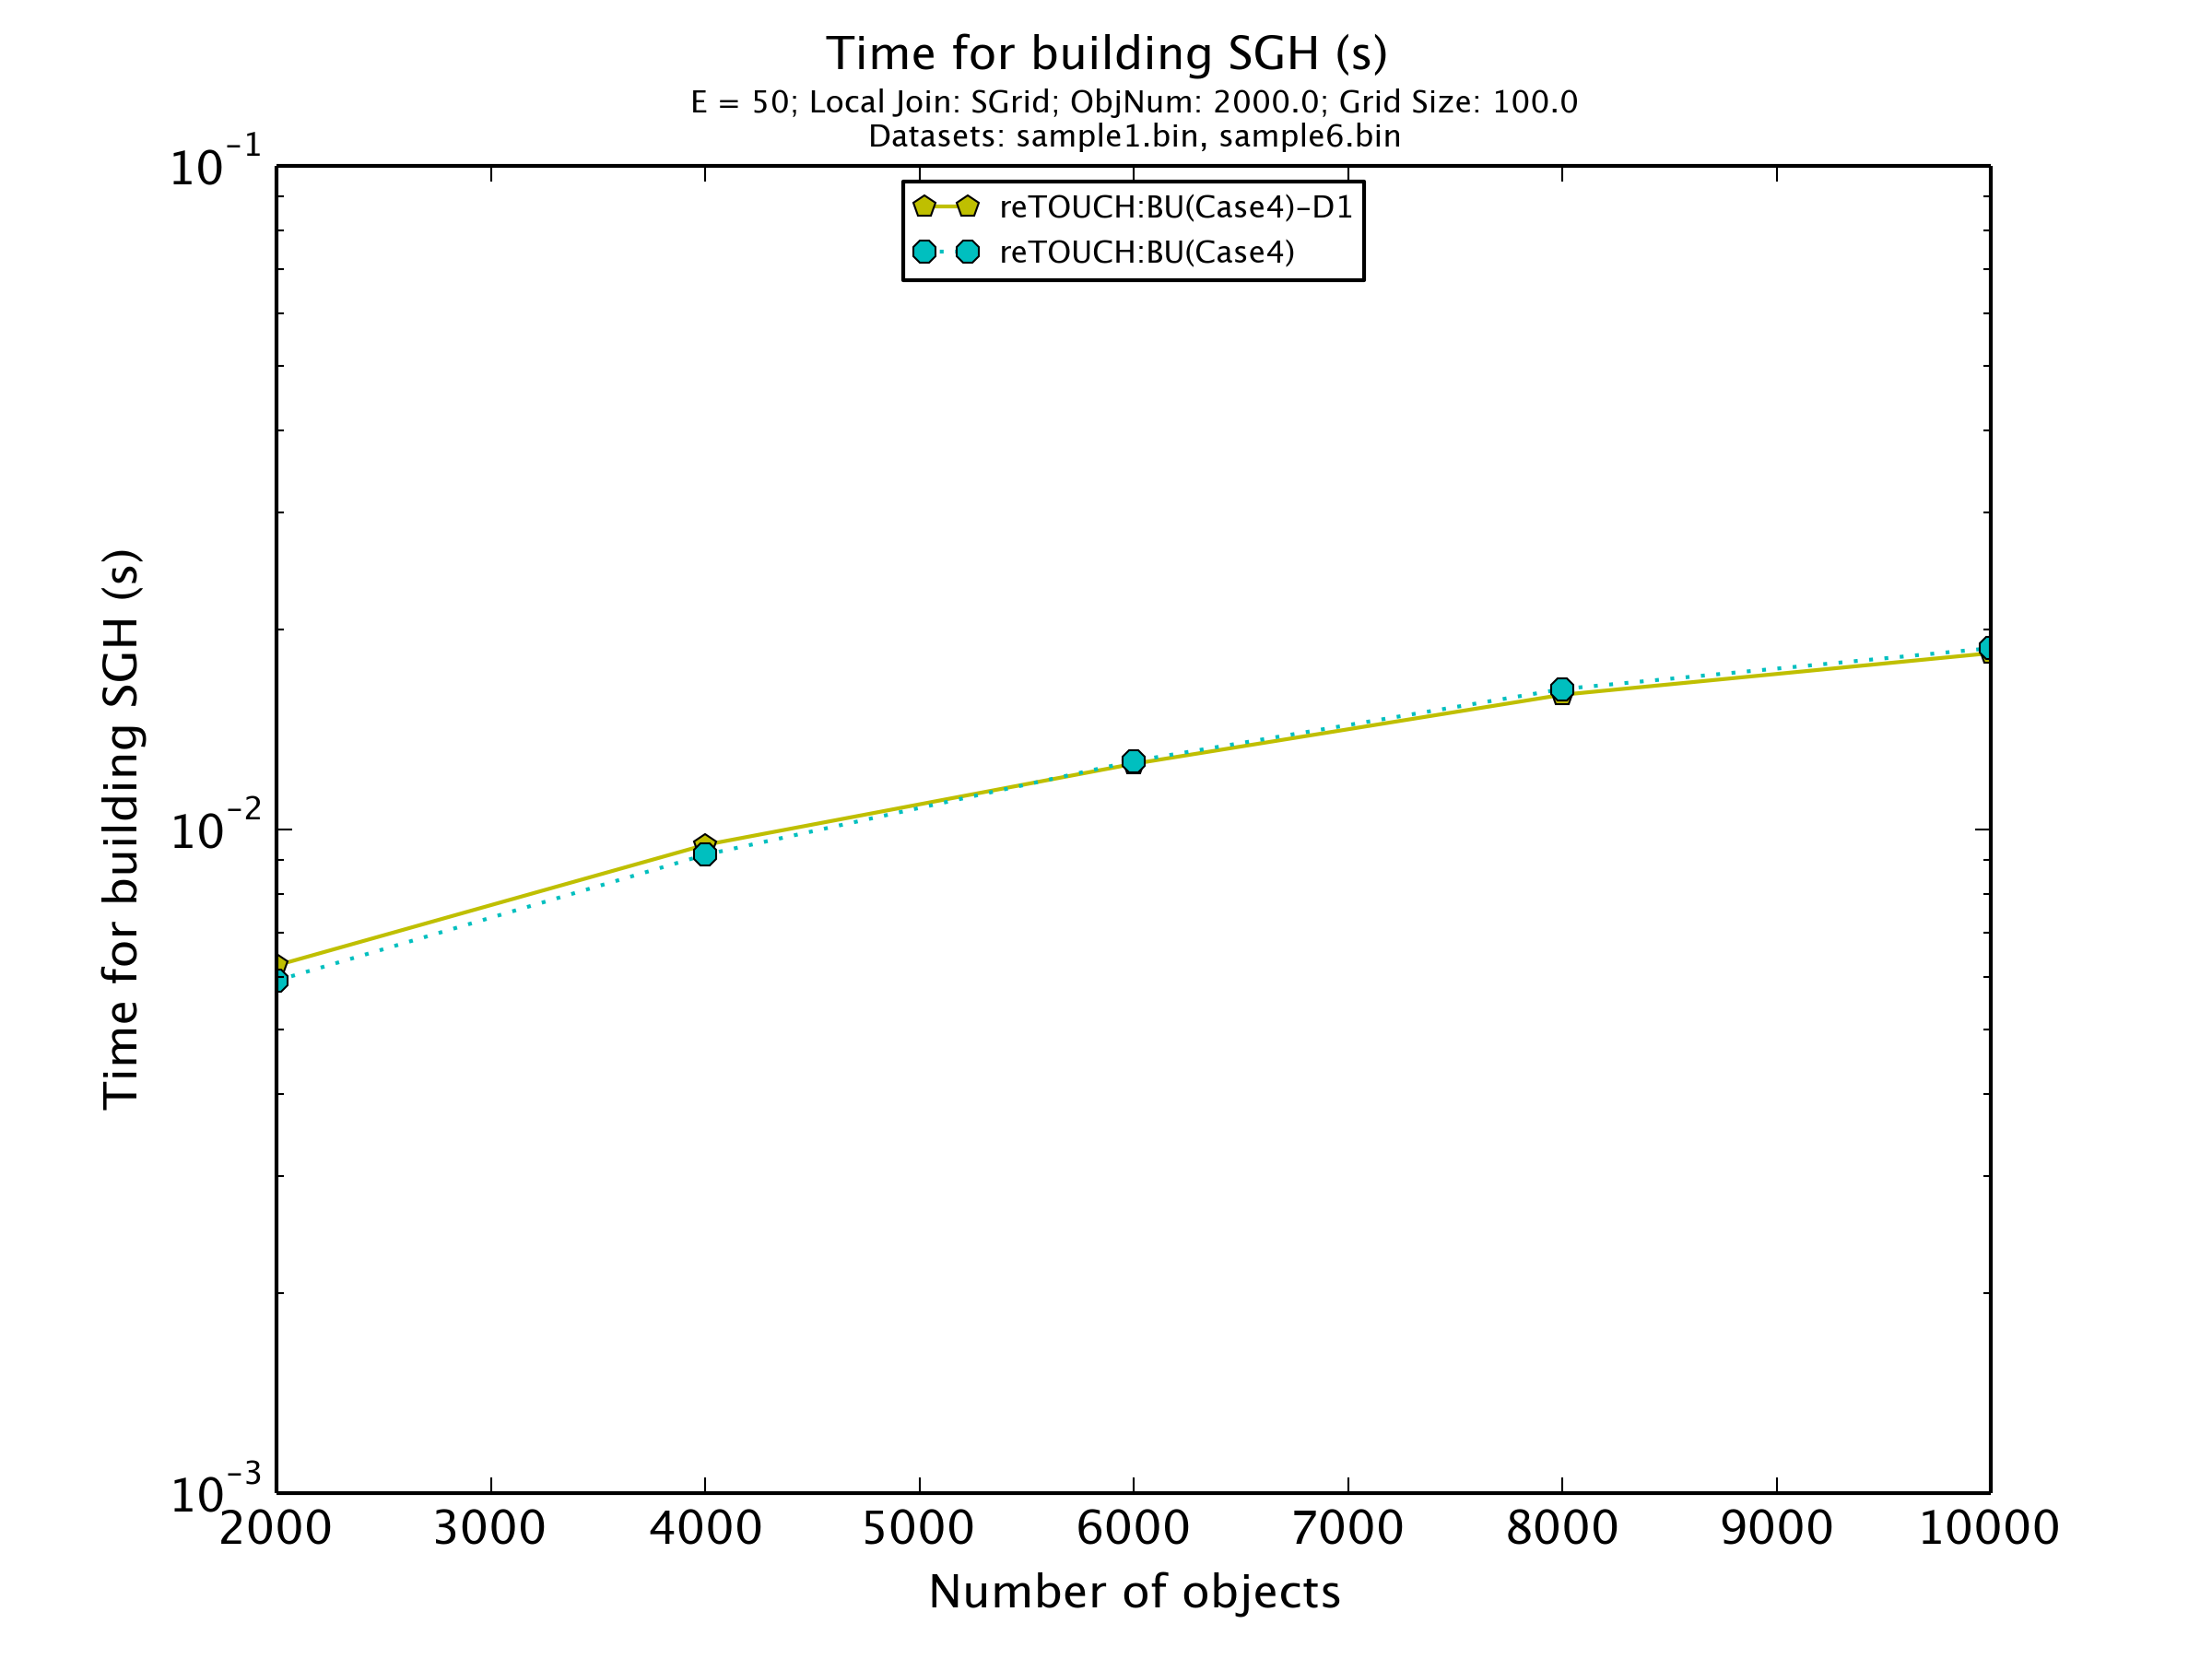 Time for building SGH (s)
E = 50; Local Join: SGrid; ObjNum: 2000.0; Grid Size: 100.0
Datasets: sample1.bin, sample6.bin
reTOUCH:BU(Case4)-D1
reTOUCH:BU(Case4)
Time for building SGH (s)
10^-1
10^-2
10^-3
2000 3000 4000 5000 6000 7000 8000 9000 10000
Number of objects